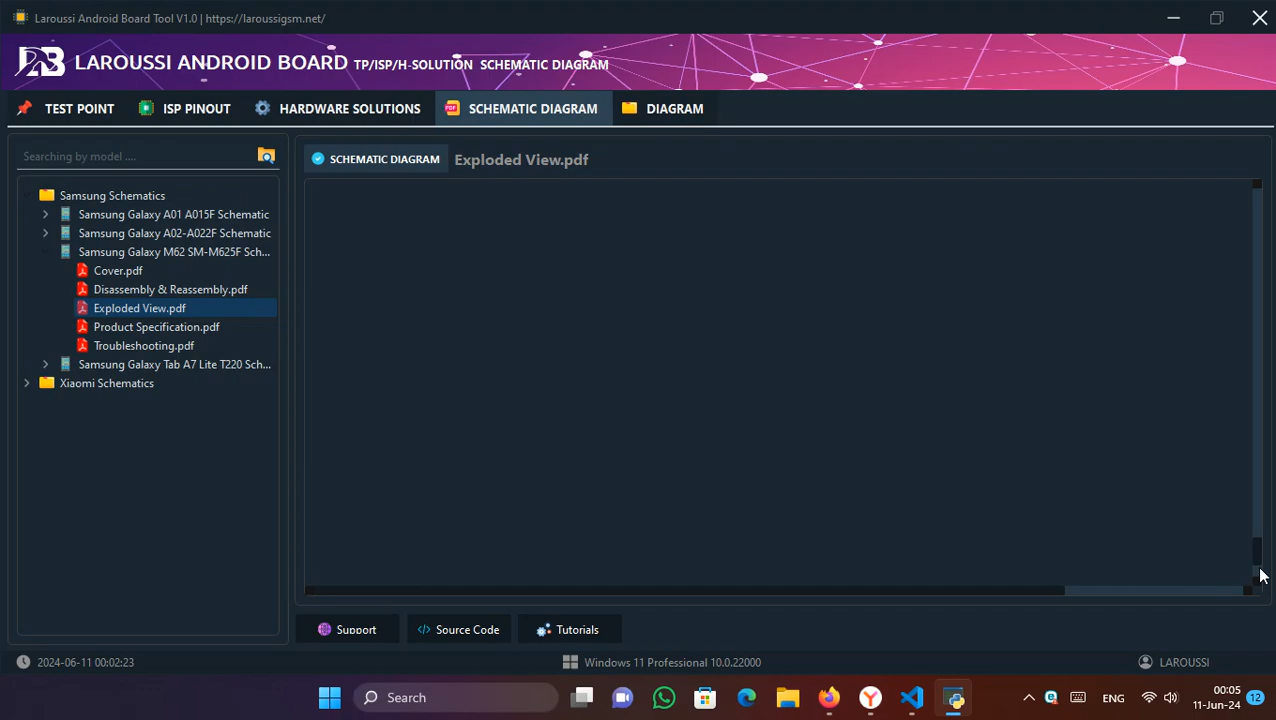 Laroussi Android Board Tool V1.0 | https://laroussigsm.net/
LAROUSSI ANDROID BOARD TP/ISP/H-SOLUTION SCHEMATIC DIAGRAM
TEST POINT ISP PINOUT HARDWARE SOLUTIONS SCHEMATIC DIAGRAM DIAGRAM
Searching by model ....
Samsung Schematics
Samsung Galaxy A01 A015F Schematic
Samsung Galaxy A02-A022F Schematic
Samsung Galaxy M62 SM-M625F Sch...
Cover.pdf
Disassembly & Reassembly.pdf
Exploded View.pdf
Product Specification.pdf
Troubleshooting.pdf
Samsung Galaxy Tab A7 Lite T220 Sch...
Xiaomi Schematics
SCHEMATIC DIAGRAM Exploded View.pdf
Support Source Code Tutorials
2024-06-11 00:02:23 Windows 11 Professional 10.0.22000 LAROUSSI
Search ENG 00:05 12
11-Jun-24